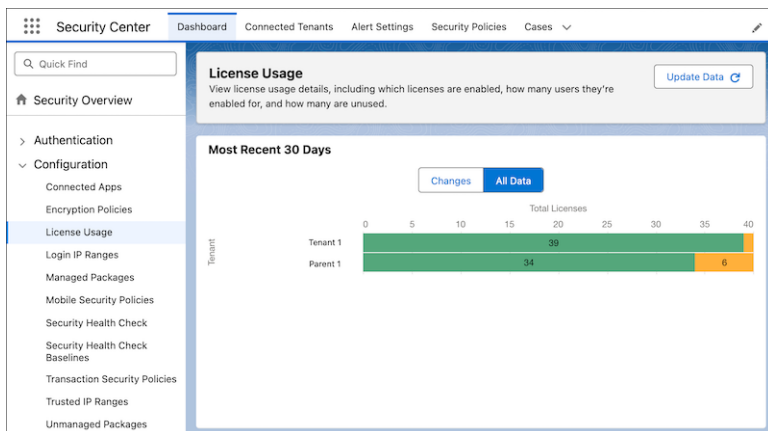 Security Center
Dashboard
Connected Tenants
Alert Settings
Security Policies
Cases
Quick Find
Security Overview
Authentication
Configuration
Connected Apps
Encryption Policies
License Usage
Login IP Ranges
Managed Packages
Mobile Security Policies
Security Health Check
Security Health Check
Baselines
Transaction Security Policies
Trusted IP Ranges
Unmanaged Packages
License Usage
View license usage details, including which licenses are enabled, how many users they're
enabled for, and how many are unused.
Update Data
Most Recent 30 Days
Changes
All Data
Total Licenses
0 5 10 15 20 25 30 35 40
Tenant
Tenant 1
39
Parent 1
34
6